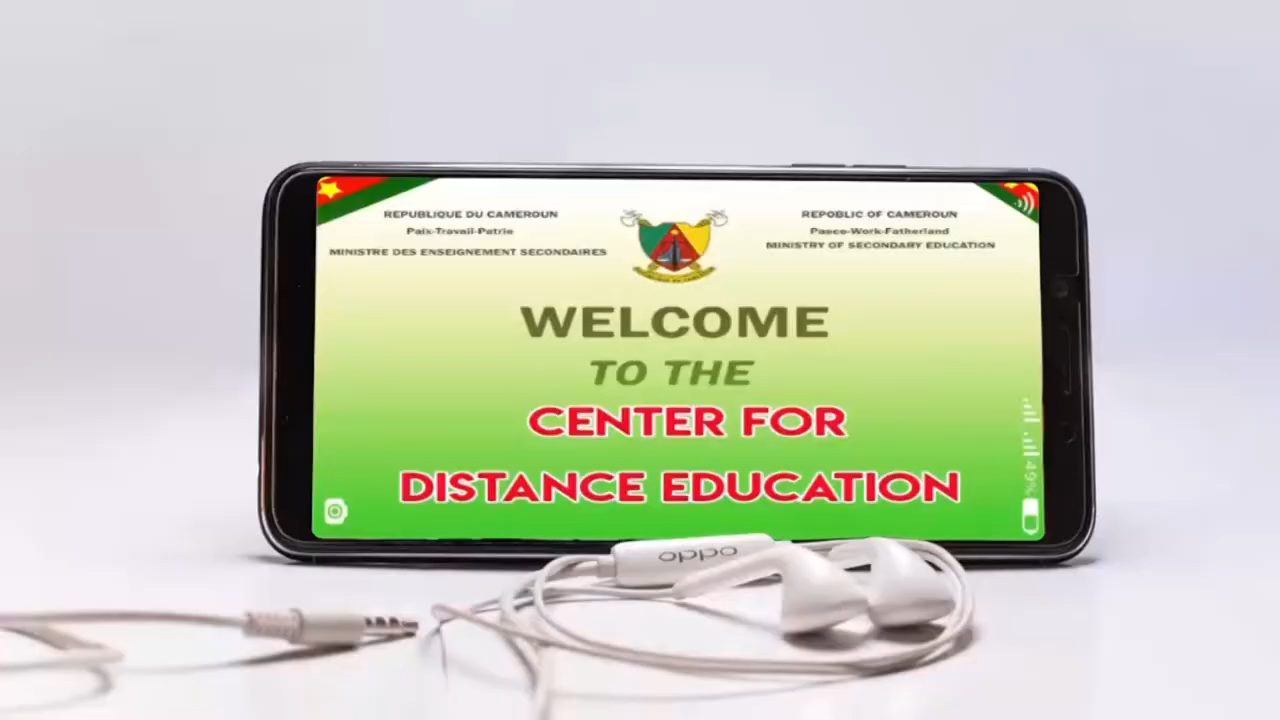 REPUBLIQUE DU CAMEROUN
Paix-Travail-Patrie
MINISTRE DES ENSEIGNEMENT SECONDAIRES
REPOBLIC OF CAMEROUN
Paece-Work-Fatherland
MINISTRY OF SECONDARY EDUCATION
WELCOME
TO THE
CENTER FOR
DISTANCE EDUCATION
49%
oppo